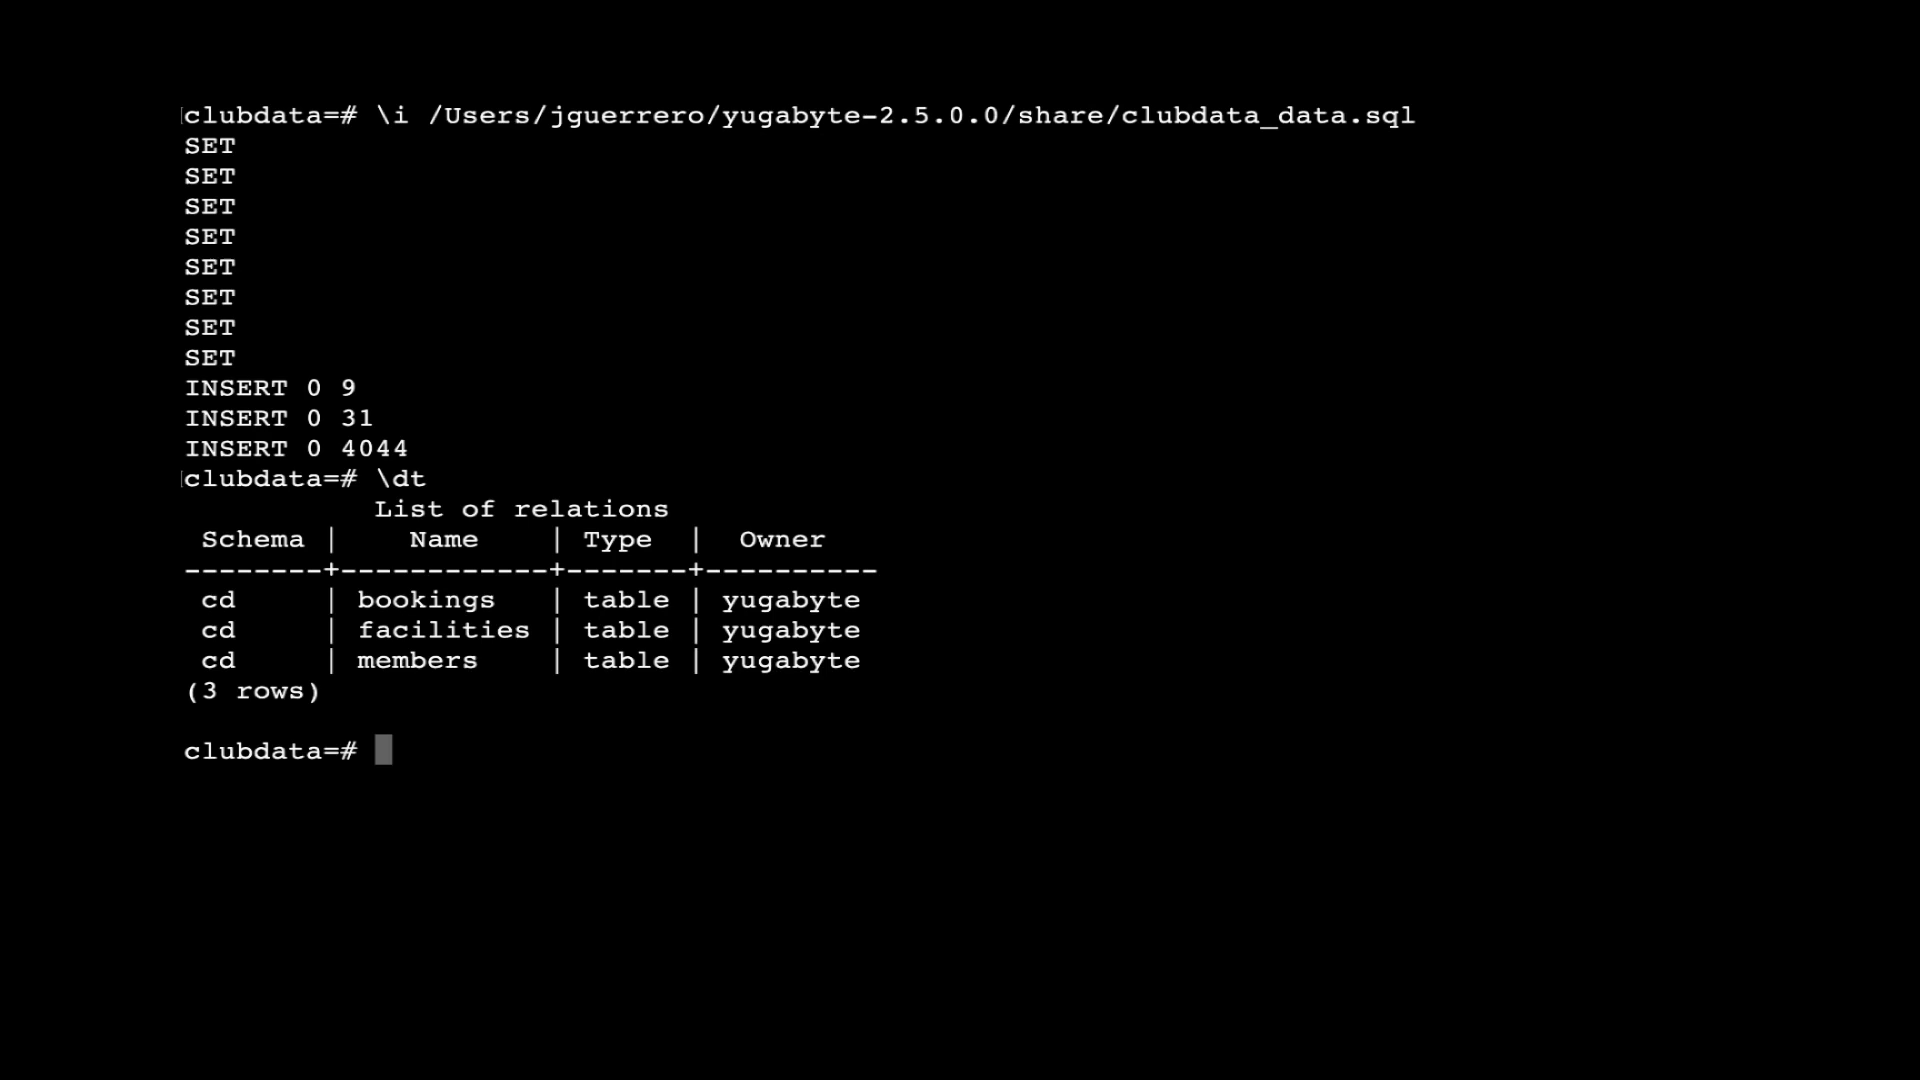 clubdata=# \i /Users/jguerrero/yugabyte-2.5.0.0/share/clubdata_data.sql
SET
SET
SET
SET
SET
SET
SET
SET
INSERT 0 9
INSERT 0 31
INSERT 0 4044
clubdata=# \dt
           List of relations
 Schema |    Name    | Type  |  Owner
--------+------------+-------+----------
 cd     | bookings   | table | yugabyte
 cd     | facilities | table | yugabyte
 cd     | members    | table | yugabyte
(3 rows)
clubdata=#